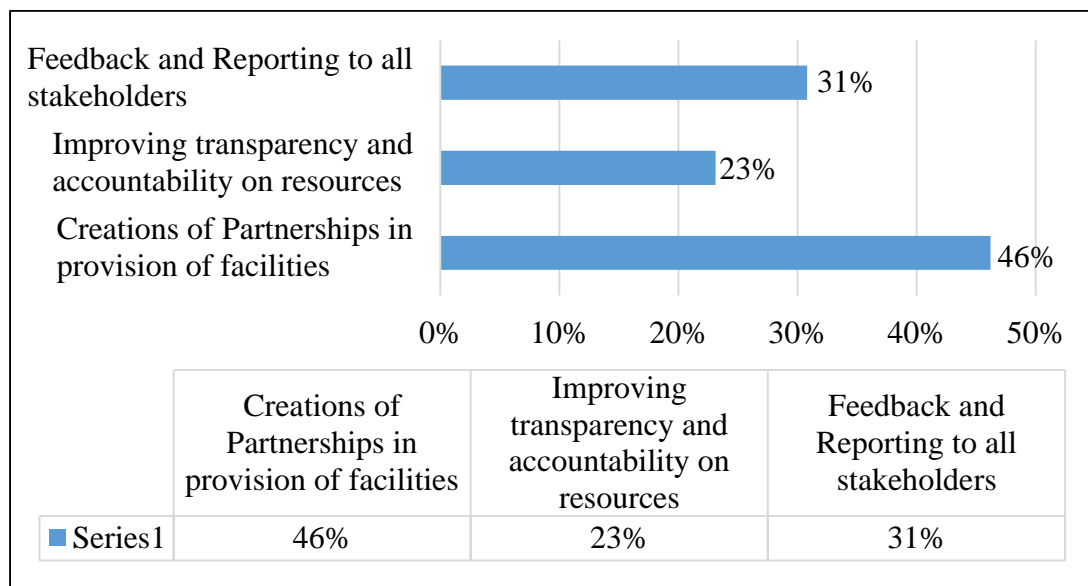 Feedback and Reporting to all
stakeholders
31%
Improving transparency and
accountability on resources
23%
Creations of Partnerships in
provision of facilities
46%
0% 10% 20% 30% 40% 50%
Creations of
Partnerships in
provision of facilities
Improving
transparency and
accountability on
resources
Feedback and
Reporting to all
stakeholders
Series1 46% 23% 31%